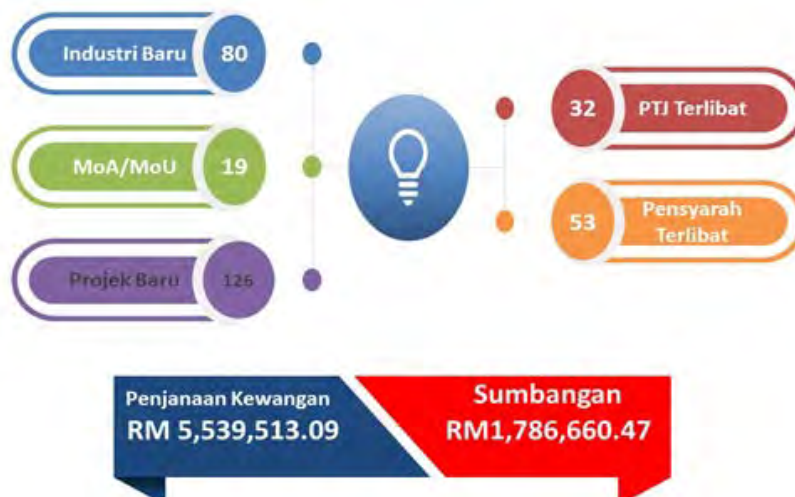 Industri Baru 80
MoA/MoU 19
Projek Baru 126
32 PTJ Terlibat
53 Pensyarah
Terlibat
Penjanaan Kewangan
RM 5,539,513.09
Sumbangan
RM1,786,660.47